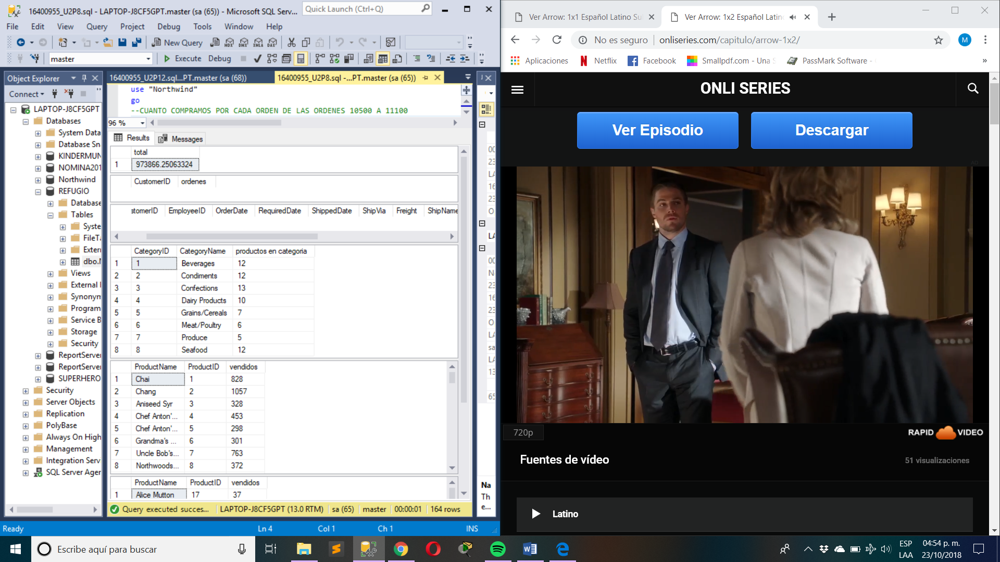 16400955_U2P8.sql - LAPTOP-J8CF5GPT.master (sa (65)) - Microsoft SQL Serv...
Quick Launch (Ctrl+Q)
File Edit View Query Project Debug Tools Window Help
New Query
MDX DMX XMLA DAX
master
Execute Debug
Object Explorer
Connect
LAPTOP-J8CF5GPT
Databases
System Data
Database Sn
KINDERMUN
NOMINA201
Northwind
REFUGIO
Database
Tables
Syste
FileTa
Exter
dbo.
Views
External
Synonym
Program
Service B
Storage
Security
ReportServer
ReportServer
SUPERHERO
Security
Server Objects
Replication
PolyBase
Always On High
Management
Integration Serv
SQL Server Agen
16400955_U2P12.sql...PT.master (sa (68))
16400955_U2P8.sql -...PT.master (sa (65))
use "Northwind"
go
--CUANTO COMPRAMOS POR CADA ORDEN DE LAS ORDENES 10500 A 11100
96 %
Results Messages
total
1 973866.25063324
CustomerID ordenes
stomerID EmployeeID OrderDate RequiredDate ShippedDate ShipVia Freight ShipName
CategoryID CategoryName productos en categoria
1 1 Beverages 12
2 2 Condiments 12
3 3 Confections 13
4 4 Dairy Products 10
5 5 Grains/Cereals 7
6 6 Meat/Poultry 6
7 7 Produce 5
8 8 Seafood 12
ProductName ProductID vendidos
1 Chai 1 828
2 Chang 2 1057
3 Aniseed Syr 3 328
4 Chef Anton'... 4 453
5 Chef Anton'... 5 298
6 Grandma's ... 6 301
7 Uncle Bob's... 7 763
8 Northwoods... 8 372
ProductName ProductID vendidos
1 Alice Mutton 17 37
Query executed succes... LAPTOP-J8CF5GPT (13.0 RTM) sa (65) master 00:00:01 164 rows
00
23
LA
16
23
O
LA
00
N
23
16
23
O
LA
sa
LA
13
65
Na
Th
e...
Ready Ln 4 Col 1 Ch 1 INS
Ver Arrow: 1x1 Español Latino Su
Ver Arrow: 1x2 Español Latin
No es seguro onliseries.com/capitulo/arrow-1x2/
M
Aplicaciones Netflix Facebook Smallpdf.com - Una S PassMark Software -
ONLI SERIES
Ver Episodio Descargar
AD
720p
RAPID VIDEO
Fuentes de vídeo
51 visualizaciones
Latino
Escribe aquí para buscar
ESP
LAA
04:54 p. m.
23/10/2018